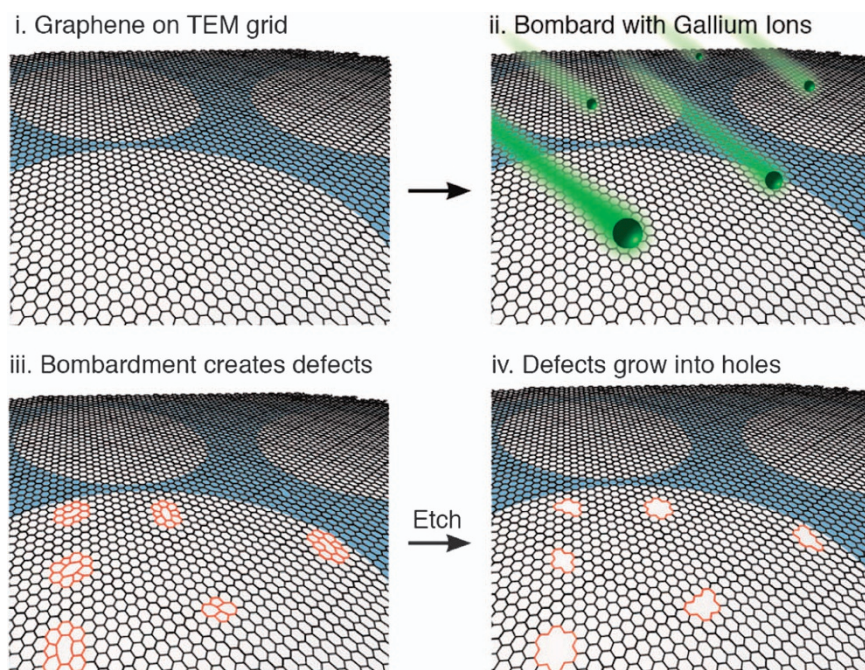 i. Graphene on TEM grid
ii. Bombard with Gallium Ions
iii. Bombardment creates defects
iv. Defects grow into holes
Etch